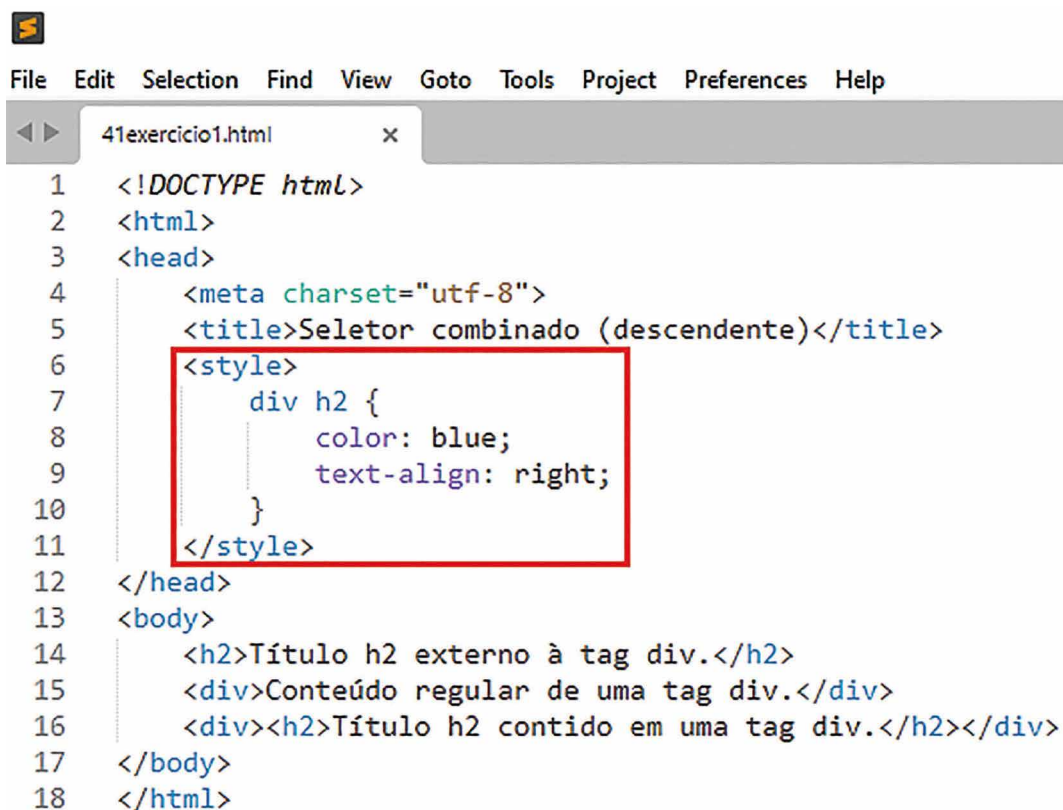 File Edit Selection Find View Goto Tools Project Preferences Help
41exercicio1.html ×
1 <!DOCTYPE html>
2 <html>
3 <head>
4 <meta charset="utf-8">
5 <title>Seletor combinado (descendente)</title>
6 <style>
7 div h2 {
8 color: blue;
9 text-align: right;
10 }
11 </style>
12 </head>
13 <body>
14 <h2>Título h2 externo à tag div.</h2>
15 <div>Conteúdo regular de uma tag div.</div>
16 <div><h2>Título h2 contido em uma tag div.</h2></div>
17 </body>
18 </html>